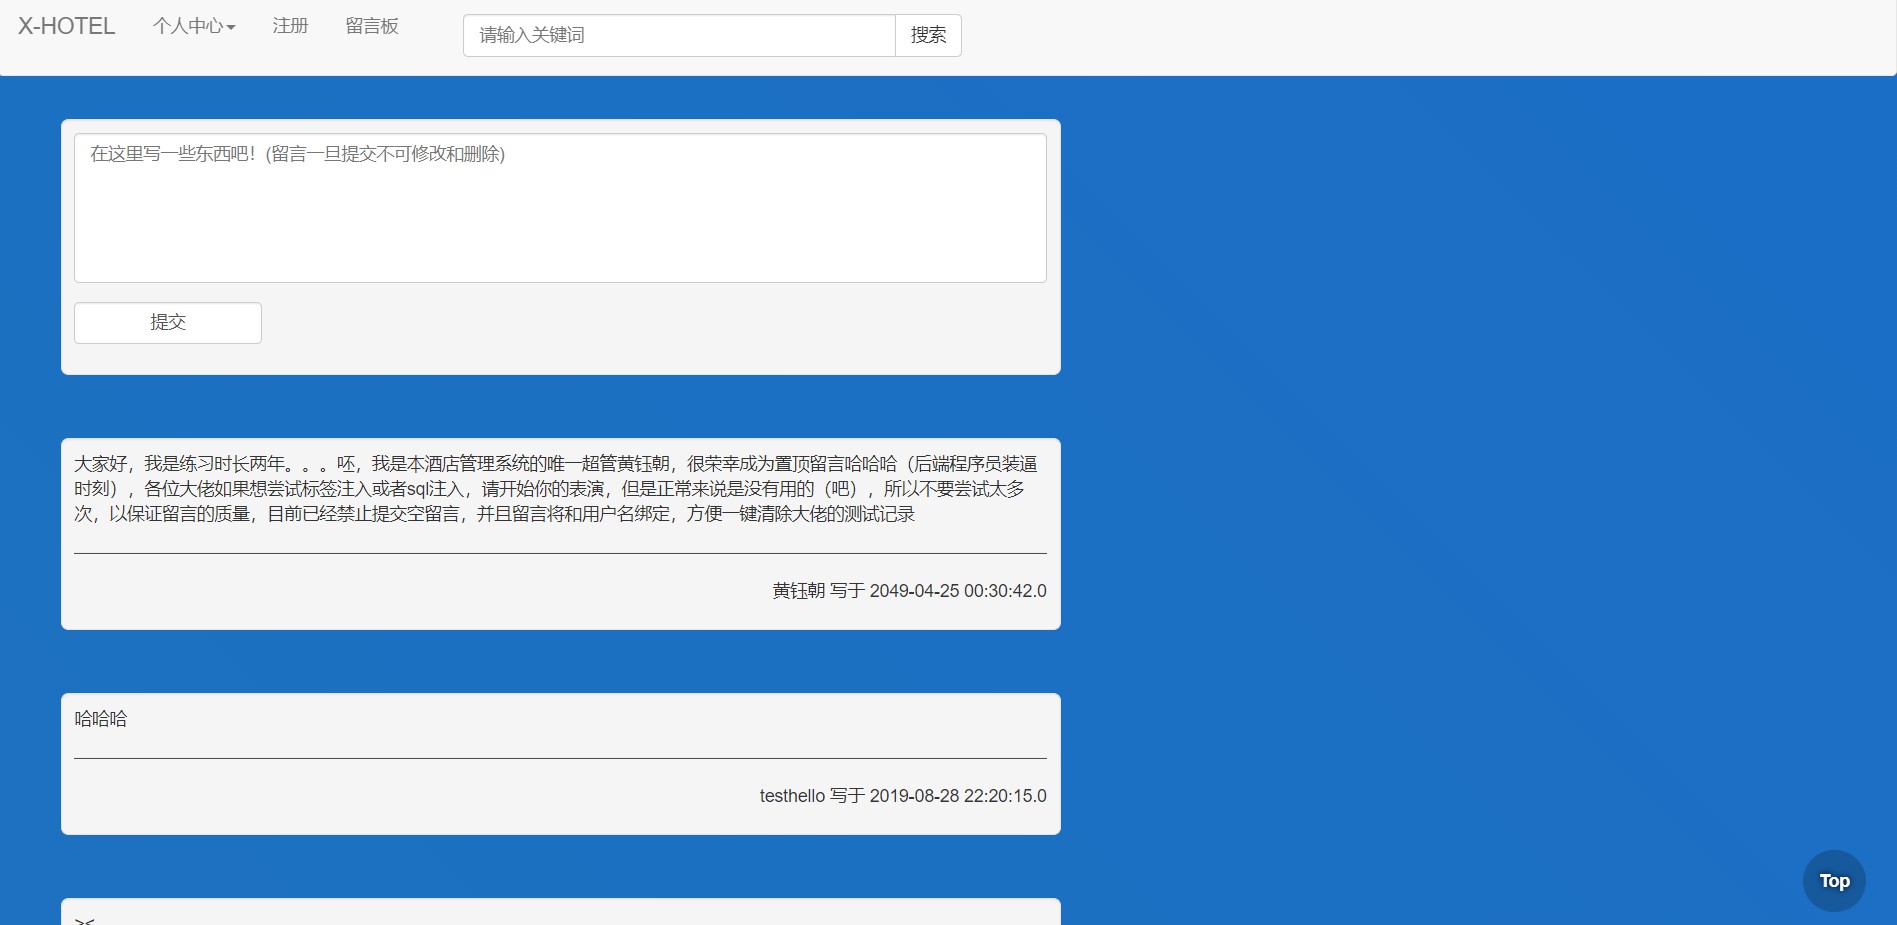 X-HOTEL 个人中心 注册 留言板 请输入关键词 搜索
在这里写一些东西吧！(留言一旦提交不可修改和删除)
提交
大家好，我是练习时长两年。。。呸，我是本酒店管理系统的唯一超管黄钰朝，很荣幸成为置顶留言哈哈哈（后端程序员装逼
时刻），各位大佬如果想尝试标签注入或者sql注入，请开始你的表演，但是正常来说是没有用的（吧），所以不要尝试太多
次，以保证留言的质量，目前已经禁止提交空留言，并且留言将和用户名绑定，方便一键清除大佬的测试记录
黄钰朝 写于 2049-04-25 00:30:42.0
哈哈哈
testhello 写于 2019-08-28 22:20:15.0
><
Top